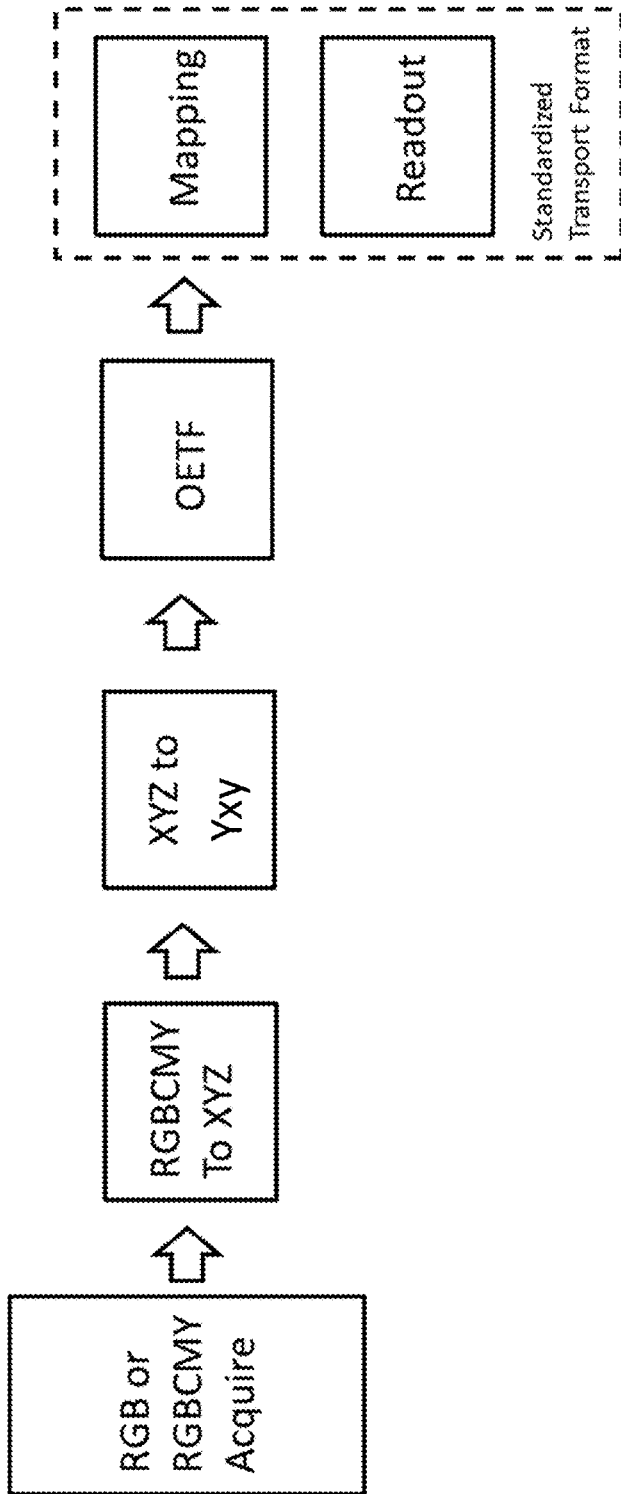 RGB or
RGBCMY
Acquire
RGBCMY
To XYZ
XYZ to
Yxy
OETF
Mapping
Readout
Standardized
Transport Format